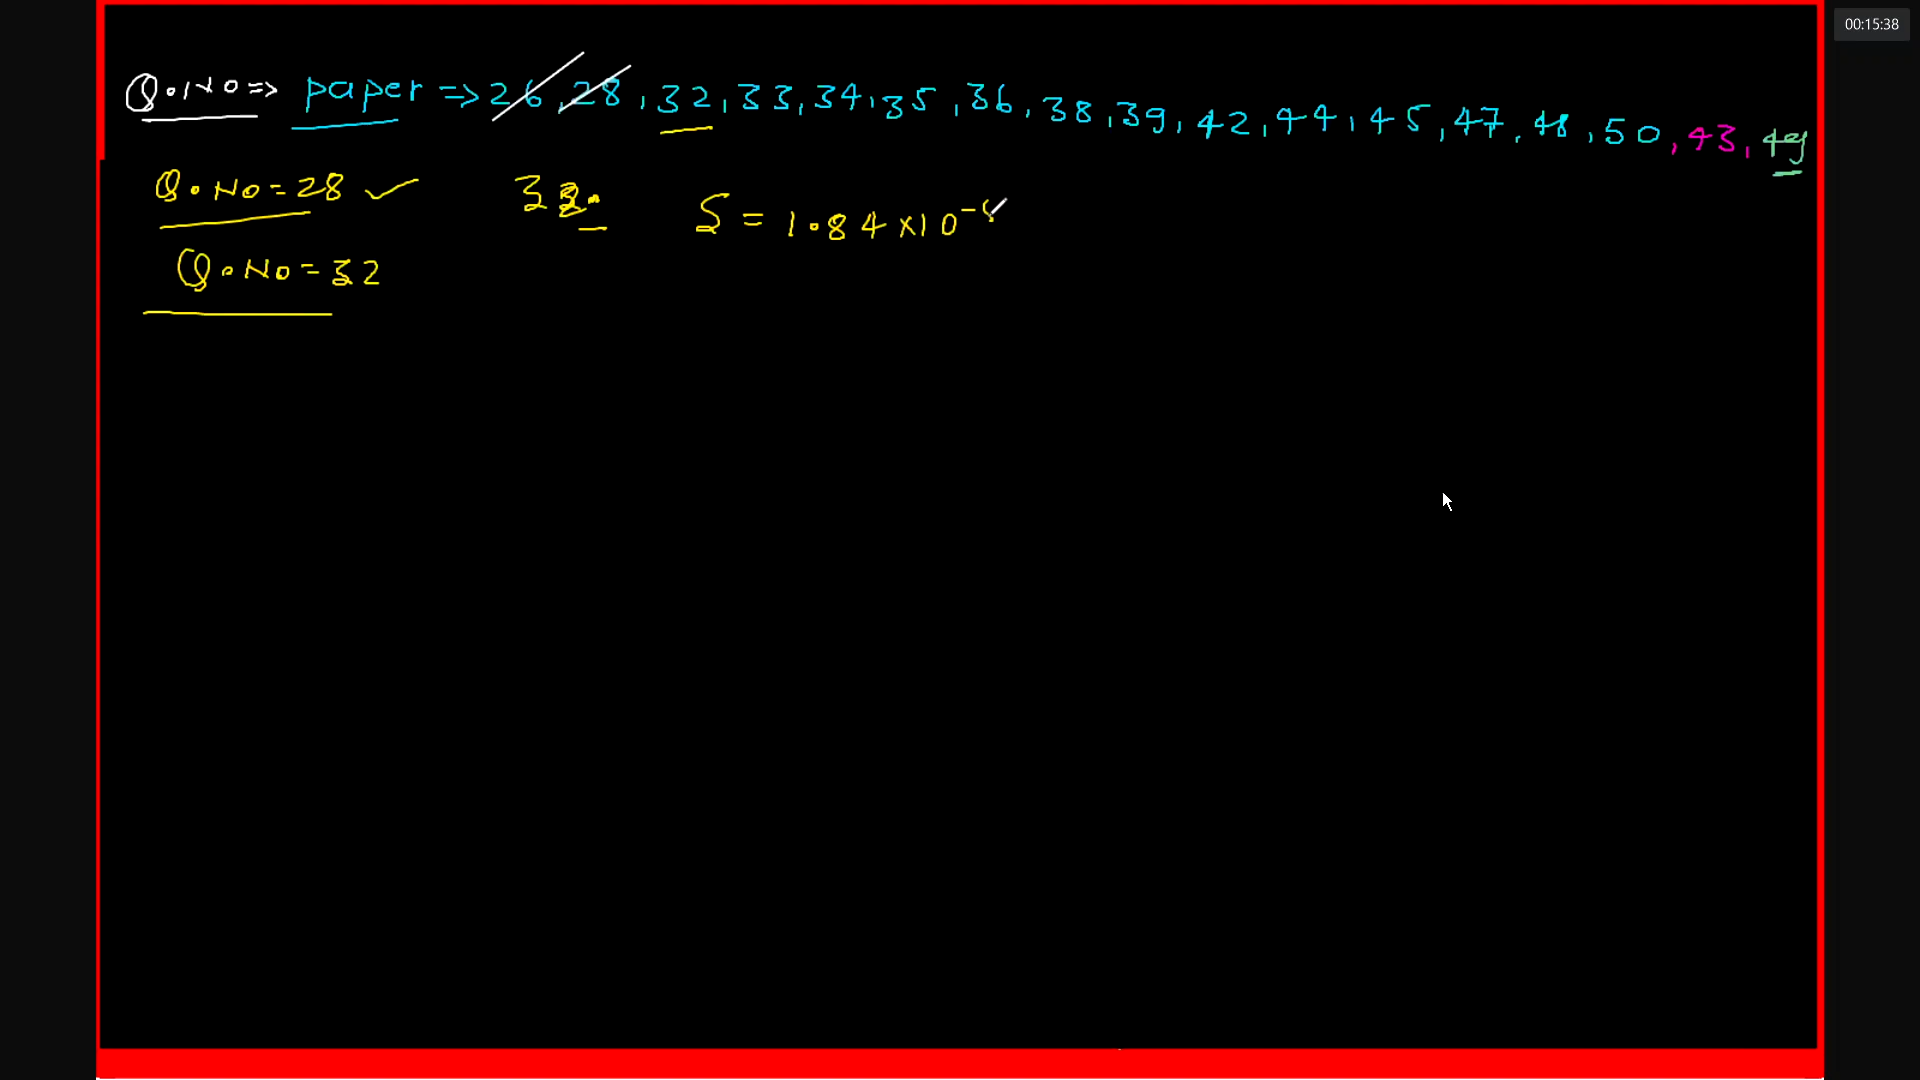 00:15:38
Q.No => paper => 26, 28, 32, 33, 34, 35, 36, 38, 39, 42, 44, 45, 47, 48, 50, 43, 49
Q.No = 28 ✓ 32. S = 1.84 x 10-
Q.No = 32